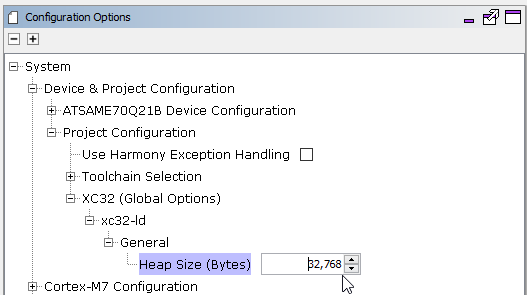 Configuration Options
System
Device & Project Configuration
ATSAME70Q21B Device Configuration
Project Configuration
Use Harmony Exception Handling
Toolchain Selection
XC32 (Global Options)
xc32-ld
General
Heap Size (Bytes) 32,768
Cortex-M7 Configuration